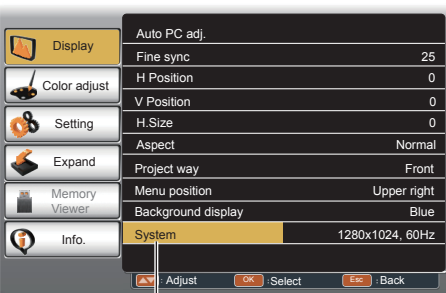 Display
Color adjust
Setting
Expand
Memory
Viewer
Info.
Auto PC adj.
Fine sync 25
H Position 0
V Position 0
H.Size 0
Aspect Normal
Project way Front
Menu position Upper right
Background display Blue
System 1280x1024, 60Hz
: Adjust OK :Select Esc : Back